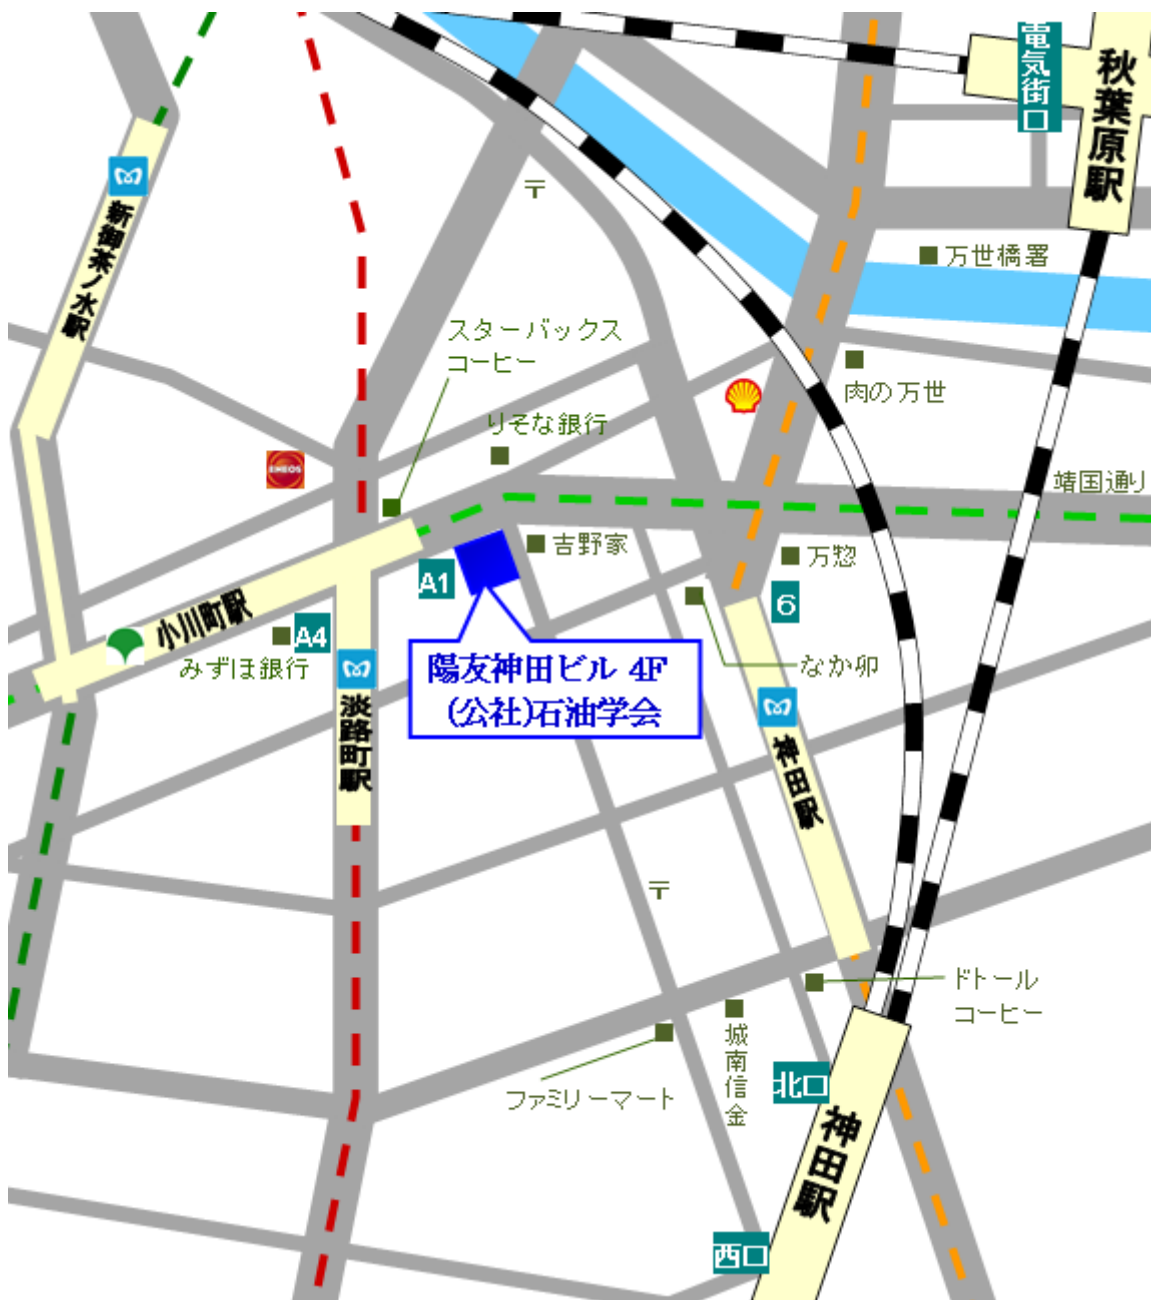 電気街口
秋葉原駅
新御茶ノ水駅
〒
万世橋署
スターバックス
コーヒー
肉の万世
りそな銀行
ENEOS
靖国通り
吉野家
万惣
A1
6
小川町駅
A4
みずほ銀行
陽友神田ビル 4F
(公社)石油学会
なか卯
淡路町駅
神田駅
〒
ドトール
コーヒー
城南信金
ファミリーマート
北口
神田駅
西口